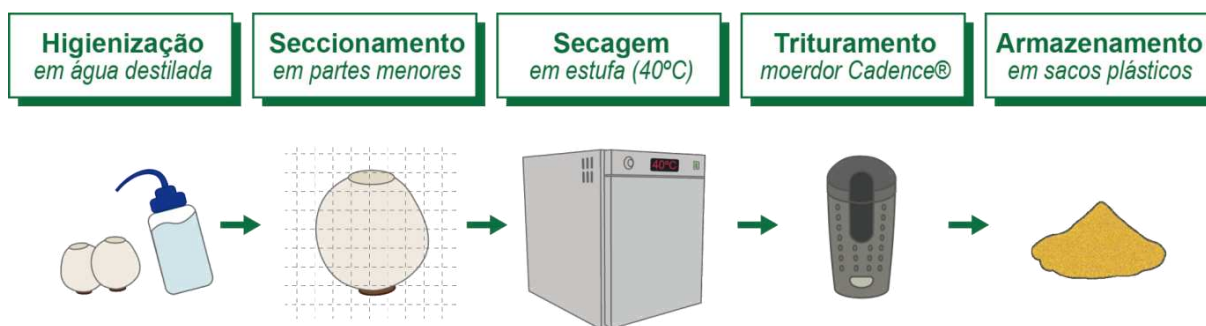 Higienização
em água destilada
Seccionamento
em partes menores
Secagem
em estufa (40ºC)
Trituramento
moerdor Cadence®
Armazenamento
em sacos plásticos
40ºC